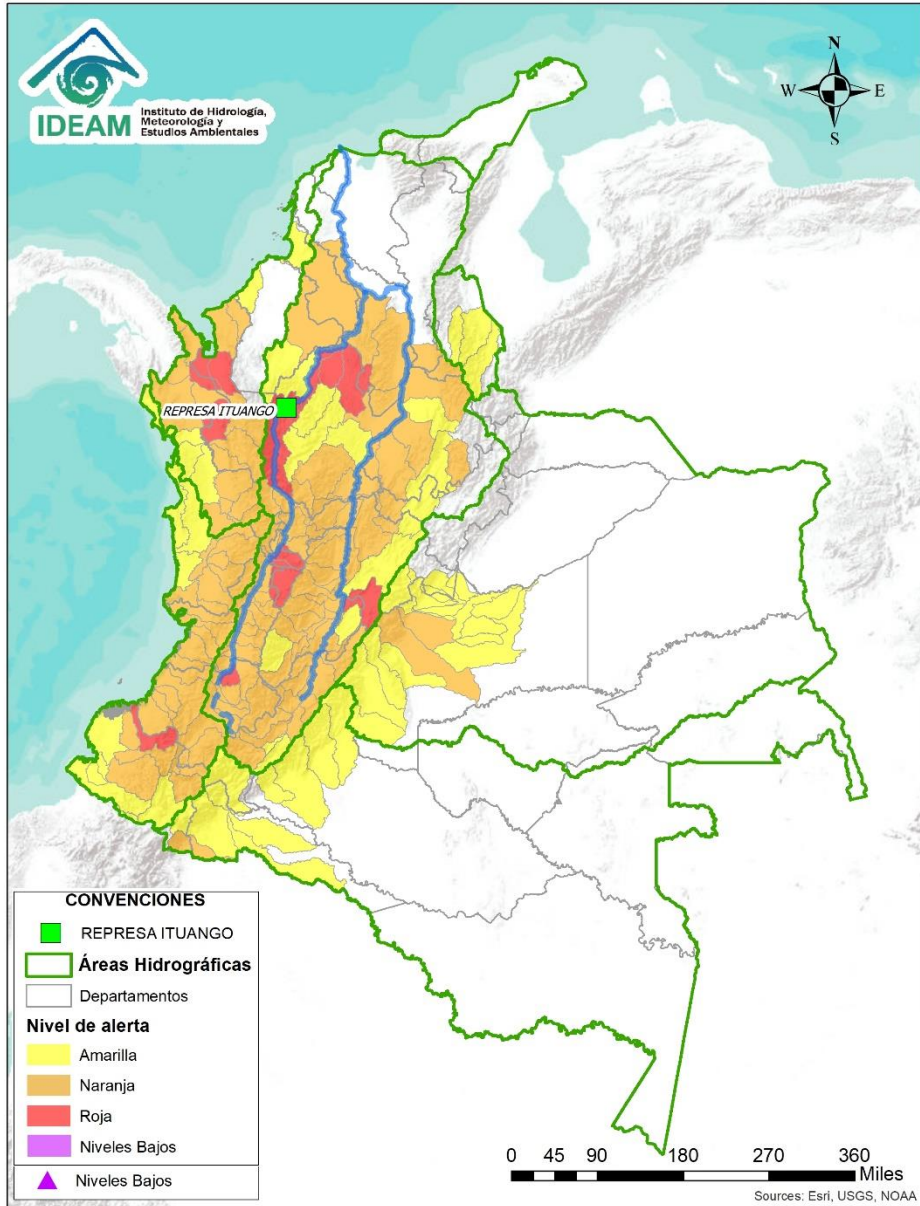 IDEAM
Instituto de Hidrología,
Meteorología y
Estudios Ambientales
N
W
E
S
REPRESA ITUANGO
CONVENCIONES
REPRESA ITUANGO
Áreas Hidrográficas
Departamentos
Nivel de alerta
Amarilla
Naranja
Roja
Niveles Bajos
Niveles Bajos
0 45 90 180 270 360
Miles
Sources: Esri, USGS, NOAA